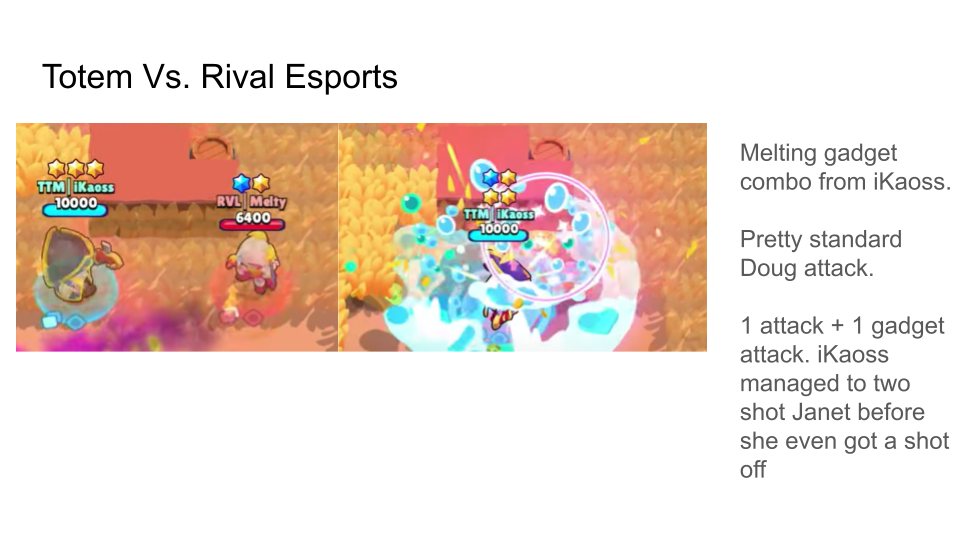 Totem Vs. Rival Esports
TTM | iKaoss
10000
RVL | Melty
6400
TTM | iKaoss
10000
Melting gadget
combo from iKaoss.
Pretty standard
Doug attack.
1 attack + 1 gadget
attack. iKaoss
managed to two
shot Janet before
she even got a shot
off